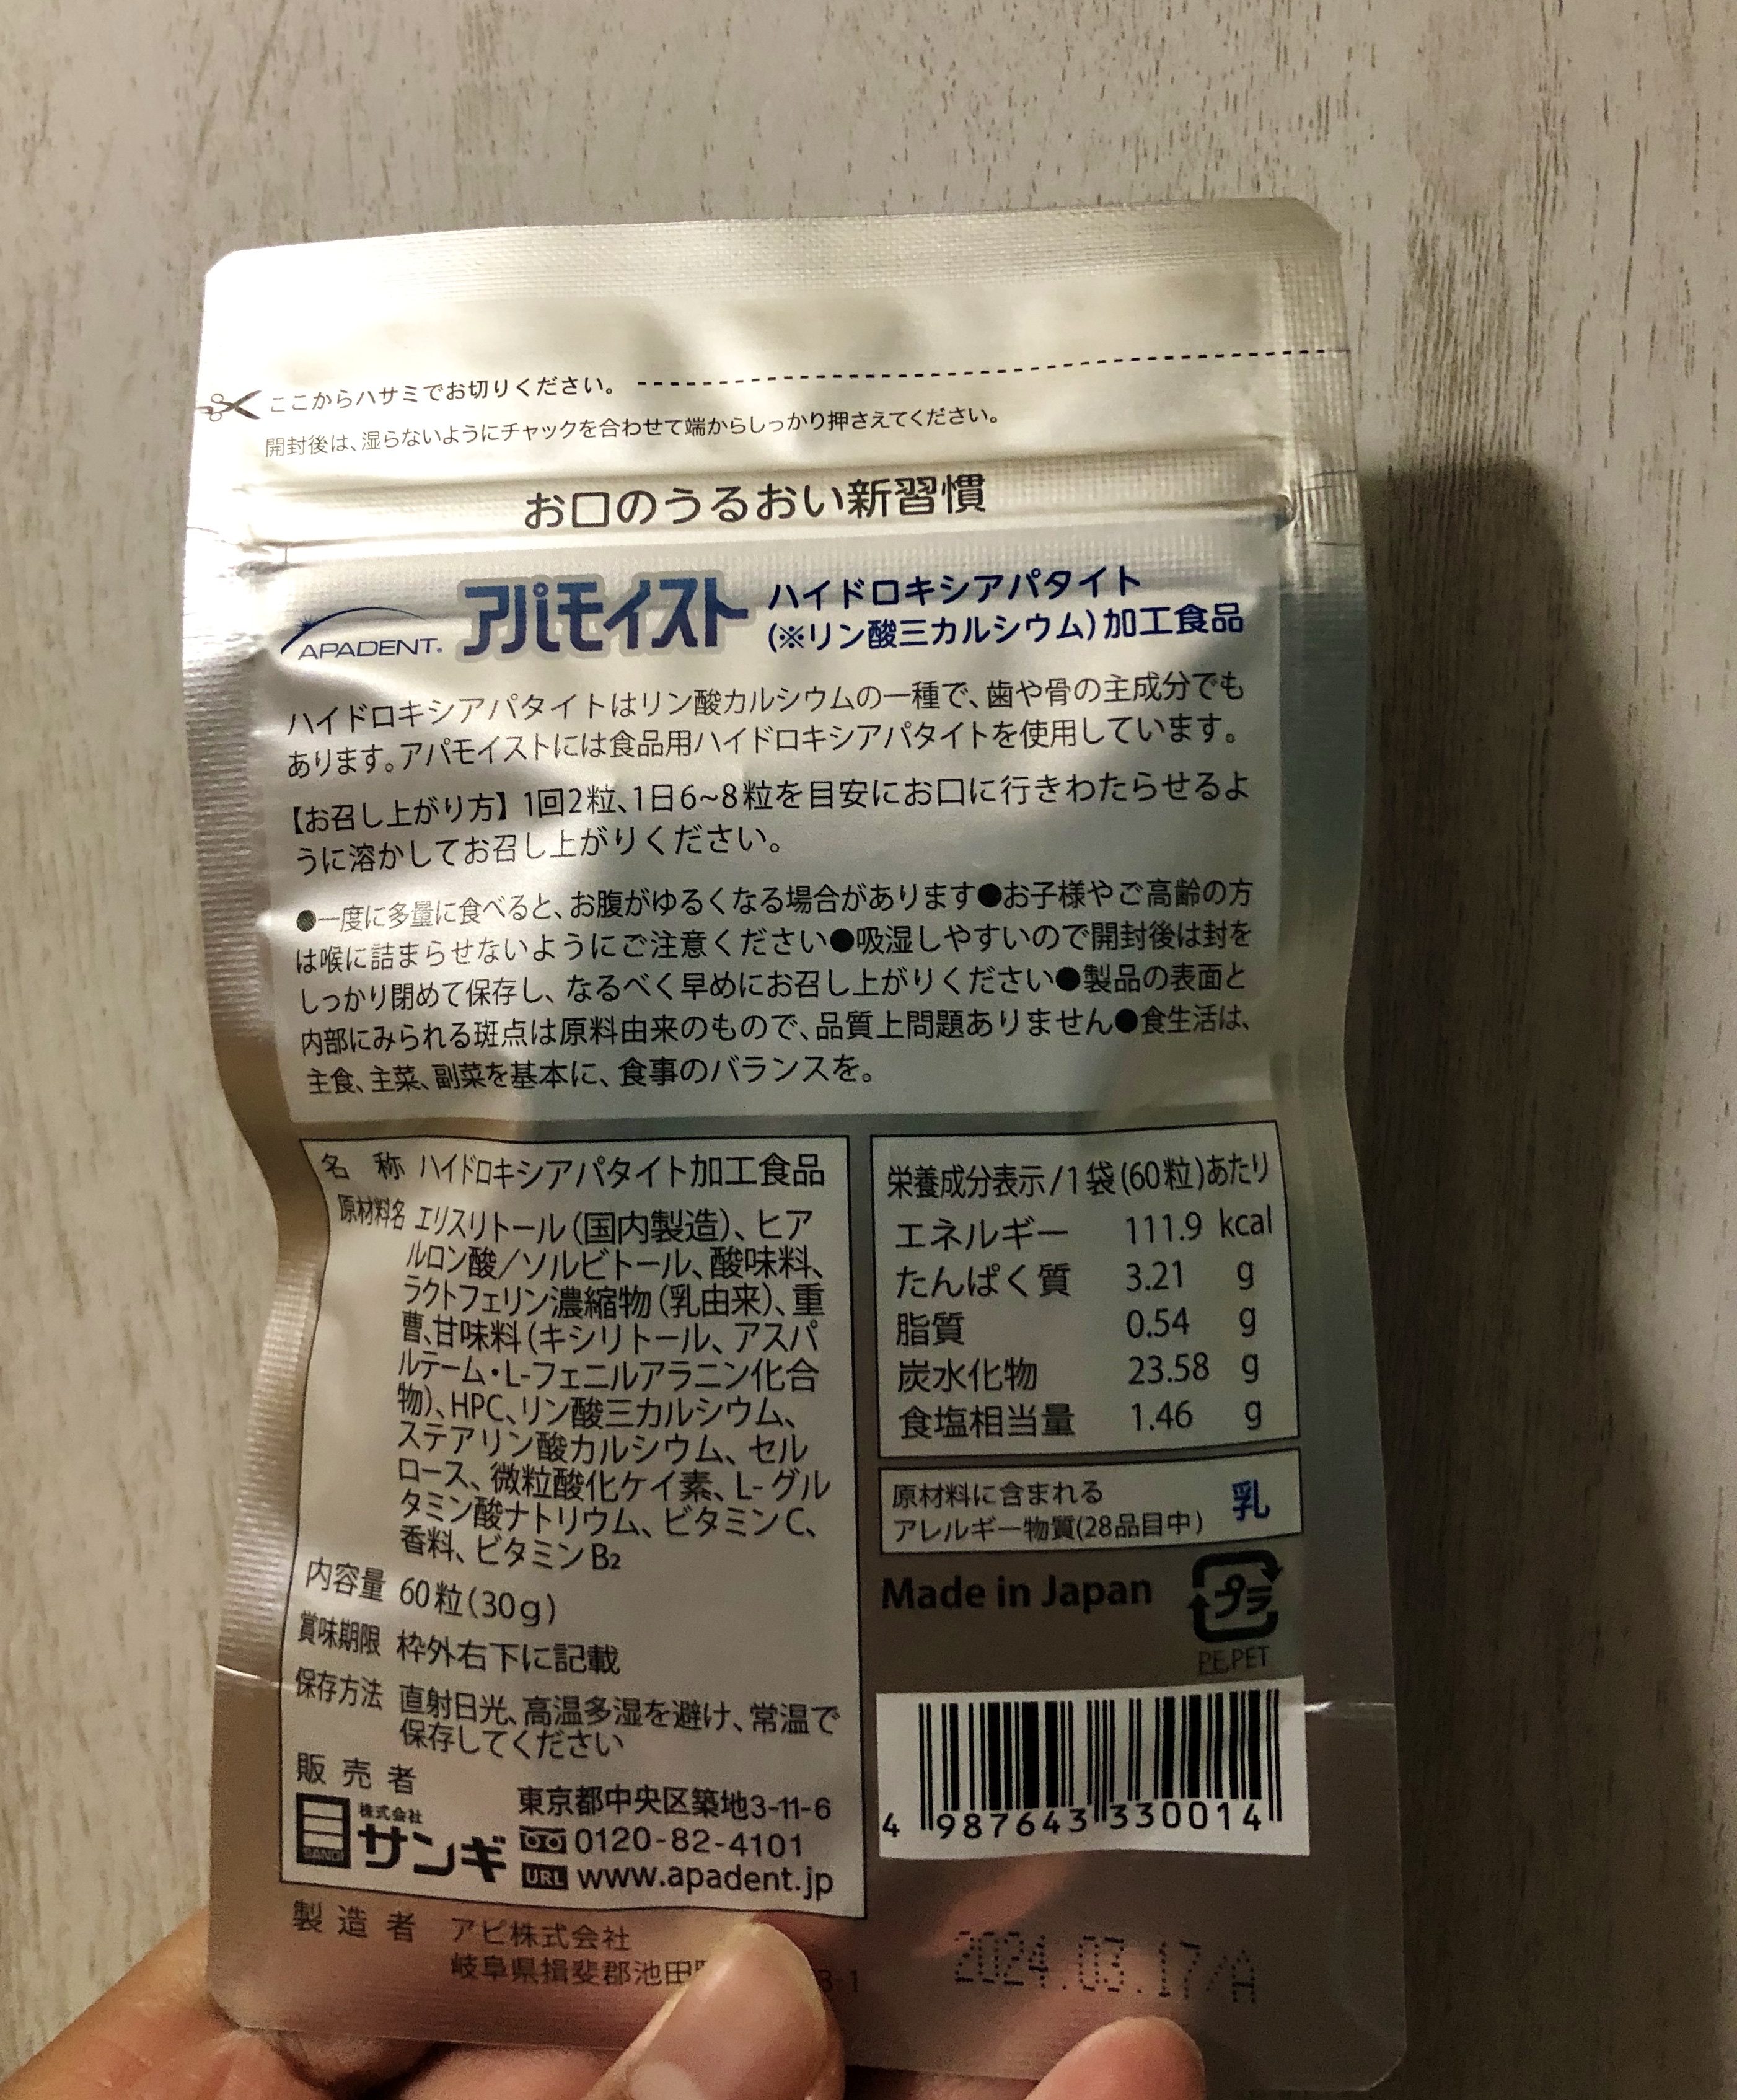 ここからハサミでお切りください。
開封後は、湿らないようにチャックを合わせて端からしっかり押さえてください。
お口のうるおい新習慣
APADENT. アパモイスト ハイドロキシアパタイト
(※リン酸三カルシウム)加工食品
ハイドロキシアパタイトはリン酸カルシウムの一種で、歯や骨の主成分でも
あります。アパモイストには食品用ハイドロキシアパタイトを使用しています。
【お召し上がり方】1回2粒、1日6~8粒を目安にお口に行きわたらせるよ
うに溶かしてお召し上がりください。
●一度に多量に食べると、お腹がゆるくなる場合があります●お子様やご高齢の方
は喉に詰まらせないようにご注意ください●吸湿しやすいので開封後は封を
しっかり閉めて保存し、なるべく早めにお召し上がりください●製品の表面と
内部にみられる斑点は原料由来のもので、品質上問題ありません●食生活は、
主食、主菜、副菜を基本に、食事のバランスを。
名 称 ハイドロキシアパタイト加工食品
原材料名 エリスリトール(国内製造)、ヒア
ルロン酸/ソルビトール、酸味料、
ラクトフェリン濃縮物(乳由来)、重
曹、甘味料(キシリトール、アスパ
ルテーム・L-フェニルアラニン化合
物)、HPC、リン酸三カルシウム、
ステアリン酸カルシウム、セル
ロース、微粒酸化ケイ素、L-グル
タミン酸ナトリウム、ビタミンC、
香料、ビタミンB₂
内容量 60粒(30g)
賞味期限 枠外右下に記載
保存方法 直射日光、高温多湿を避け、常温で
保存してください
販売者
SANGI 株式会社
サンギ
東京都中央区築地3-11-6
0120-82-4101
URL www.apadent.jp
製造者 アピ株式会社
岐阜県揖斐郡池田 3-1
栄養成分表示/1袋(60粒)あたり
エネルギー 111.9 kcal
たんぱく質 3.21 g
脂質 0.54 g
炭水化物 23.58 g
食塩相当量 1.46 g
原材料に含まれる
アレルギー物質(28品目中) 乳
Made in Japan
プラ
PE,PET
4 987643 330014
2024.03.17/A